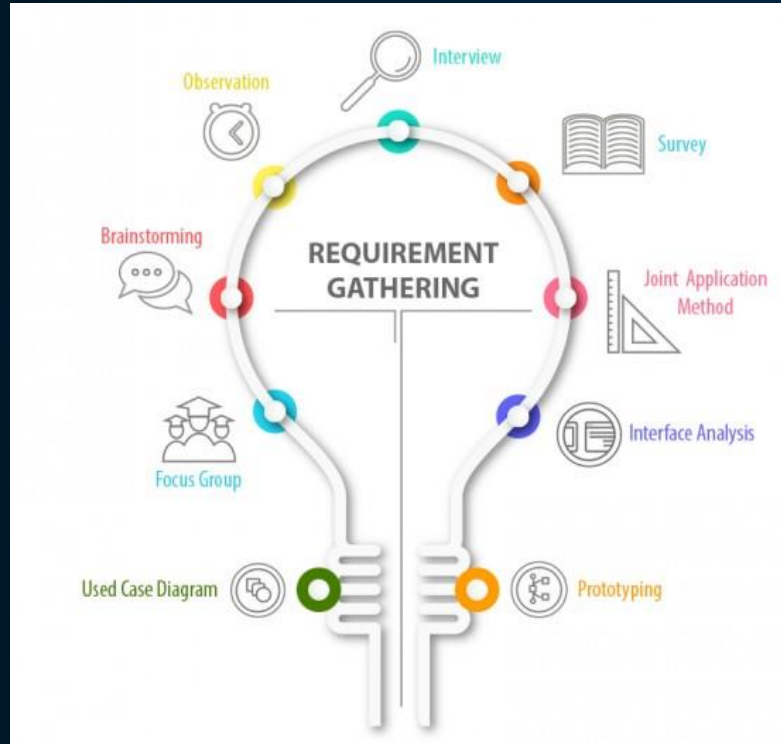 Interview
Observation
Survey
Brainstorming
REQUIREMENT
GATHERING
Joint Application
Method
Focus Group
Interface Analysis
Used Case Diagram
Prototyping